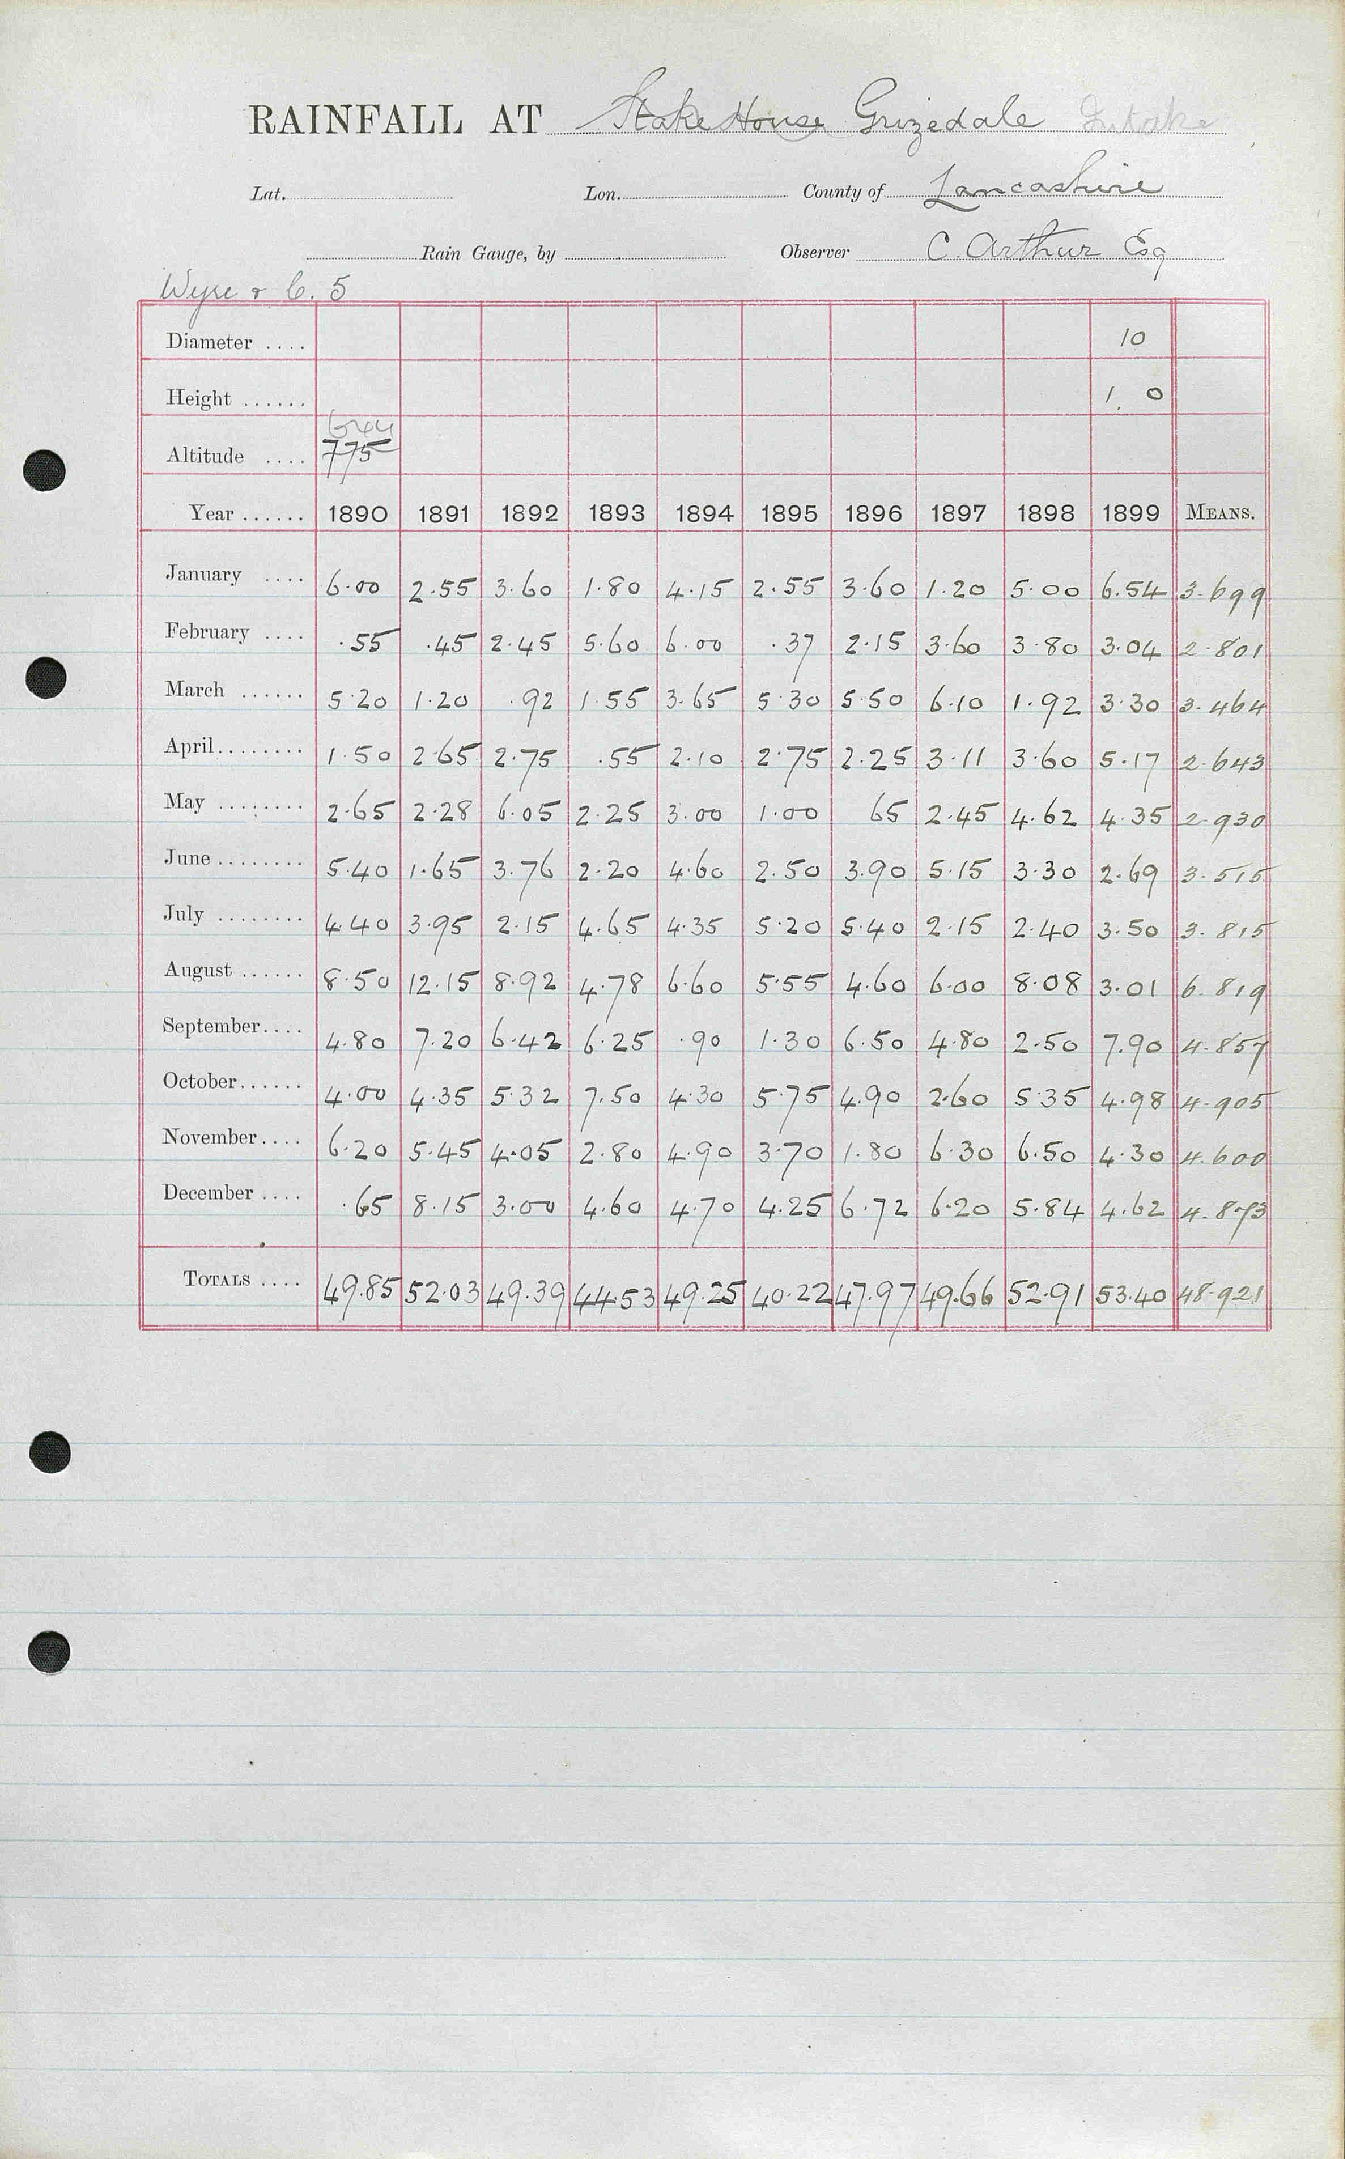 RAINFALL AT Stake House Grizedale Intake
Lat. Lon. County of Lancashire
Rain Gauge, by Observer C. Arthur Esq
Wyre & C. 5
Diameter .... 10
Height ...... 1. 0
Altitude .... 775
Year ...... 1890 1891 1892 1893 1894 1895 1896 1897 1898 1899 MEANS.
January .... 6.00 2.55 3.60 1.80 4.15 2.55 3.60 1.20 5.00 6.54 3.699
February .... .55 .45 2.45 5.60 6.00 .37 2.15 3.60 3.80 3.04 2.801
March ...... 5.20 1.20 .92 1.55 3.65 5.30 5.50 6.10 1.92 3.30 3.464
April........ 1.50 2.65 2.75 .55 2.10 2.75 2.25 3.11 3.60 5.17 2.643
May ........ 2.65 2.28 6.05 2.25 3.00 1.00 65 2.45 4.62 4.35 2.930
June ........ 5.40 1.65 3.76 2.20 4.60 2.50 3.90 5.15 3.30 2.69 3.515
July ........ 4.40 3.95 2.15 4.65 4.35 5.20 5.40 2.15 2.40 3.50 3.815
August ...... 8.50 12.15 8.92 4.78 6.60 5.55 4.60 6.00 8.08 3.01 6.819
September.... 4.80 7.20 6.42 6.25 .90 1.30 6.50 4.80 2.50 7.90 4.857
October...... 4.00 4.35 5.32 7.50 4.30 5.75 4.90 2.60 5.35 4.98 4.905
November.... 6.20 5.45 4.05 2.80 4.90 3.70 1.80 6.30 6.50 4.30 4.600
December .... .65 8.15 3.00 4.60 4.70 4.25 6.72 6.20 5.84 4.62 4.873
TOTALS .... 49.85 52.03 49.39 44.53 49.25 40.22 47.97 49.66 52.91 53.40 48.921